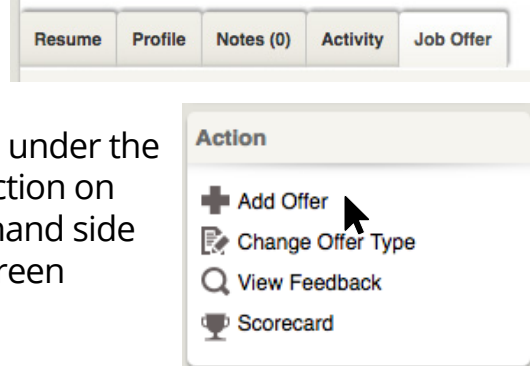 Resume Profile Notes (0) Activity Job Offer
under the
ction on
hand side
reen
Action
Add Offer
Change Offer Type
View Feedback
Scorecard